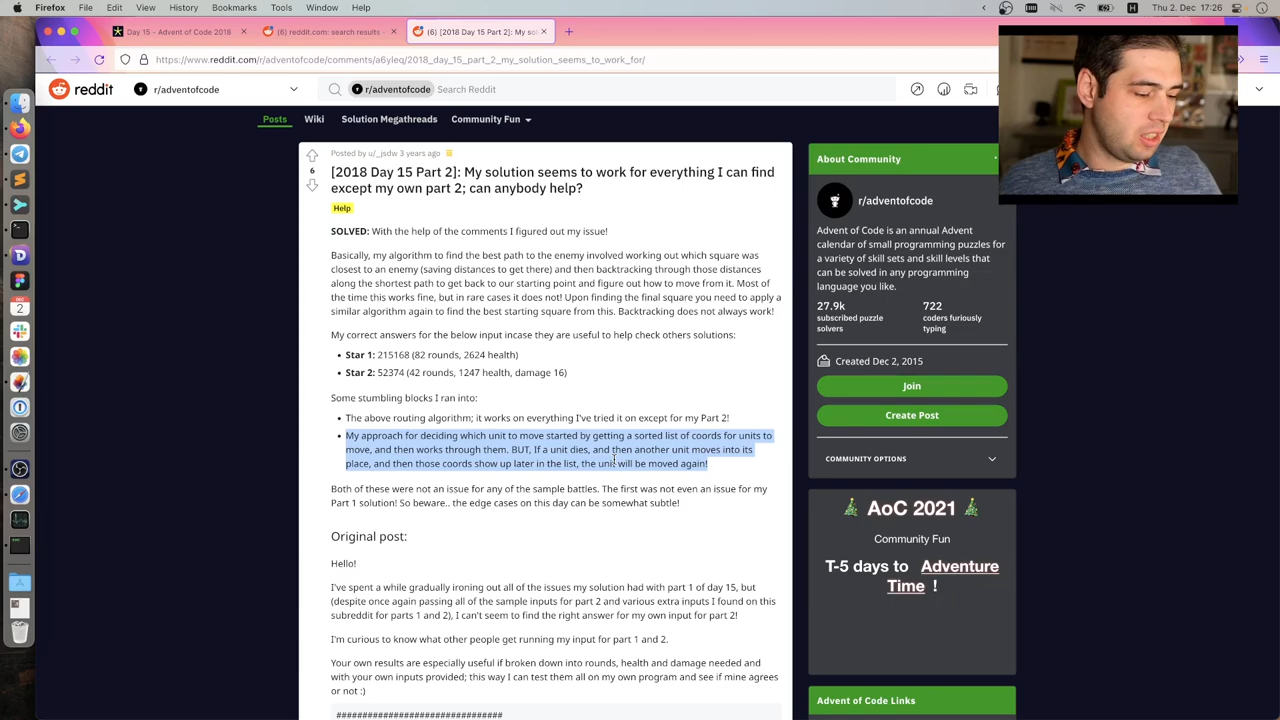 Firefox File Edit View History Bookmarks Tools Window Help
Thu 2 Dec 17:26
Day 15 - Advent of Code 2018
(6) reddit.com: search results -
(6) [2018 Day 15 Part 2]: My sol
https://www.reddit.com/r/adventofcode/comments/a6yleq/2018_day_15_part_2_my_solution_seems_to_work_for/
reddit
r/adventofcode
r/adventofcode Search Reddit
Posts Wiki Solution Megathreads Community Fun
Posted by u/_jsdw 3 years ago
6
[2018 Day 15 Part 2]: My solution seems to work for everything I can find
except my own part 2; can anybody help?
Help
SOLVED: With the help of the comments I figured out my issue!
Basically, my algorithm to find the best path to the enemy involved working out which square was
closest to an enemy (saving distances to get there) and then backtracking through those distances
along the shortest path to get back to our starting point and figure out how to move from it. Most of
the time this works fine, but in rare cases it does not! Upon finding the final square you need to apply a
similar algorithm again to find the best starting square from this. Backtracking does not always work!
My correct answers for the below input incase they are useful to help check others solutions:
• Star 1: 215168 (82 rounds, 2624 health)
• Star 2: 52374 (42 rounds, 1247 health, damage 16)
Some stumbling blocks I ran into:
• The above routing algorithm; it works on everything I've tried it on except for my Part 2!
• My approach for deciding which unit to move started by getting a sorted list of coords for units to
move, and then works through them. BUT, If a unit dies, and then another unit moves into its
place, and then those coords show up later in the list, the unit will be moved again!
Both of these were not an issue for any of the sample battles. The first was not even an issue for my
Part 1 solution! So beware.. the edge cases on this day can be somewhat subtle!
Original post:
Hello!
I've spent a while gradually ironing out all of the issues my solution had with part 1 of day 15, but
(despite once again passing all of the sample inputs for part 2 and various extra inputs I found on this
subreddit for parts 1 and 2), I can't seem to find the right answer for my own input for part 2!
I'm curious to know what other people get running my input for part 1 and 2.
Your own results are especially useful if broken down into rounds, health and damage needed and
with your own inputs provided; this way I can test them all on my own program and see if mine agrees
or not :)
################################
About Community
r/adventofcode
Advent of Code is an annual Advent
calendar of small programming puzzles for
a variety of skill sets and skill levels that
can be solved in any programming
language you like.
27.9k 722
subscribed puzzle coders furiously
solvers typing
Created Dec 2, 2015
Join
Create Post
COMMUNITY OPTIONS
AoC 2021
Community Fun
T-5 days to Adventure
Time !
Advent of Code Links